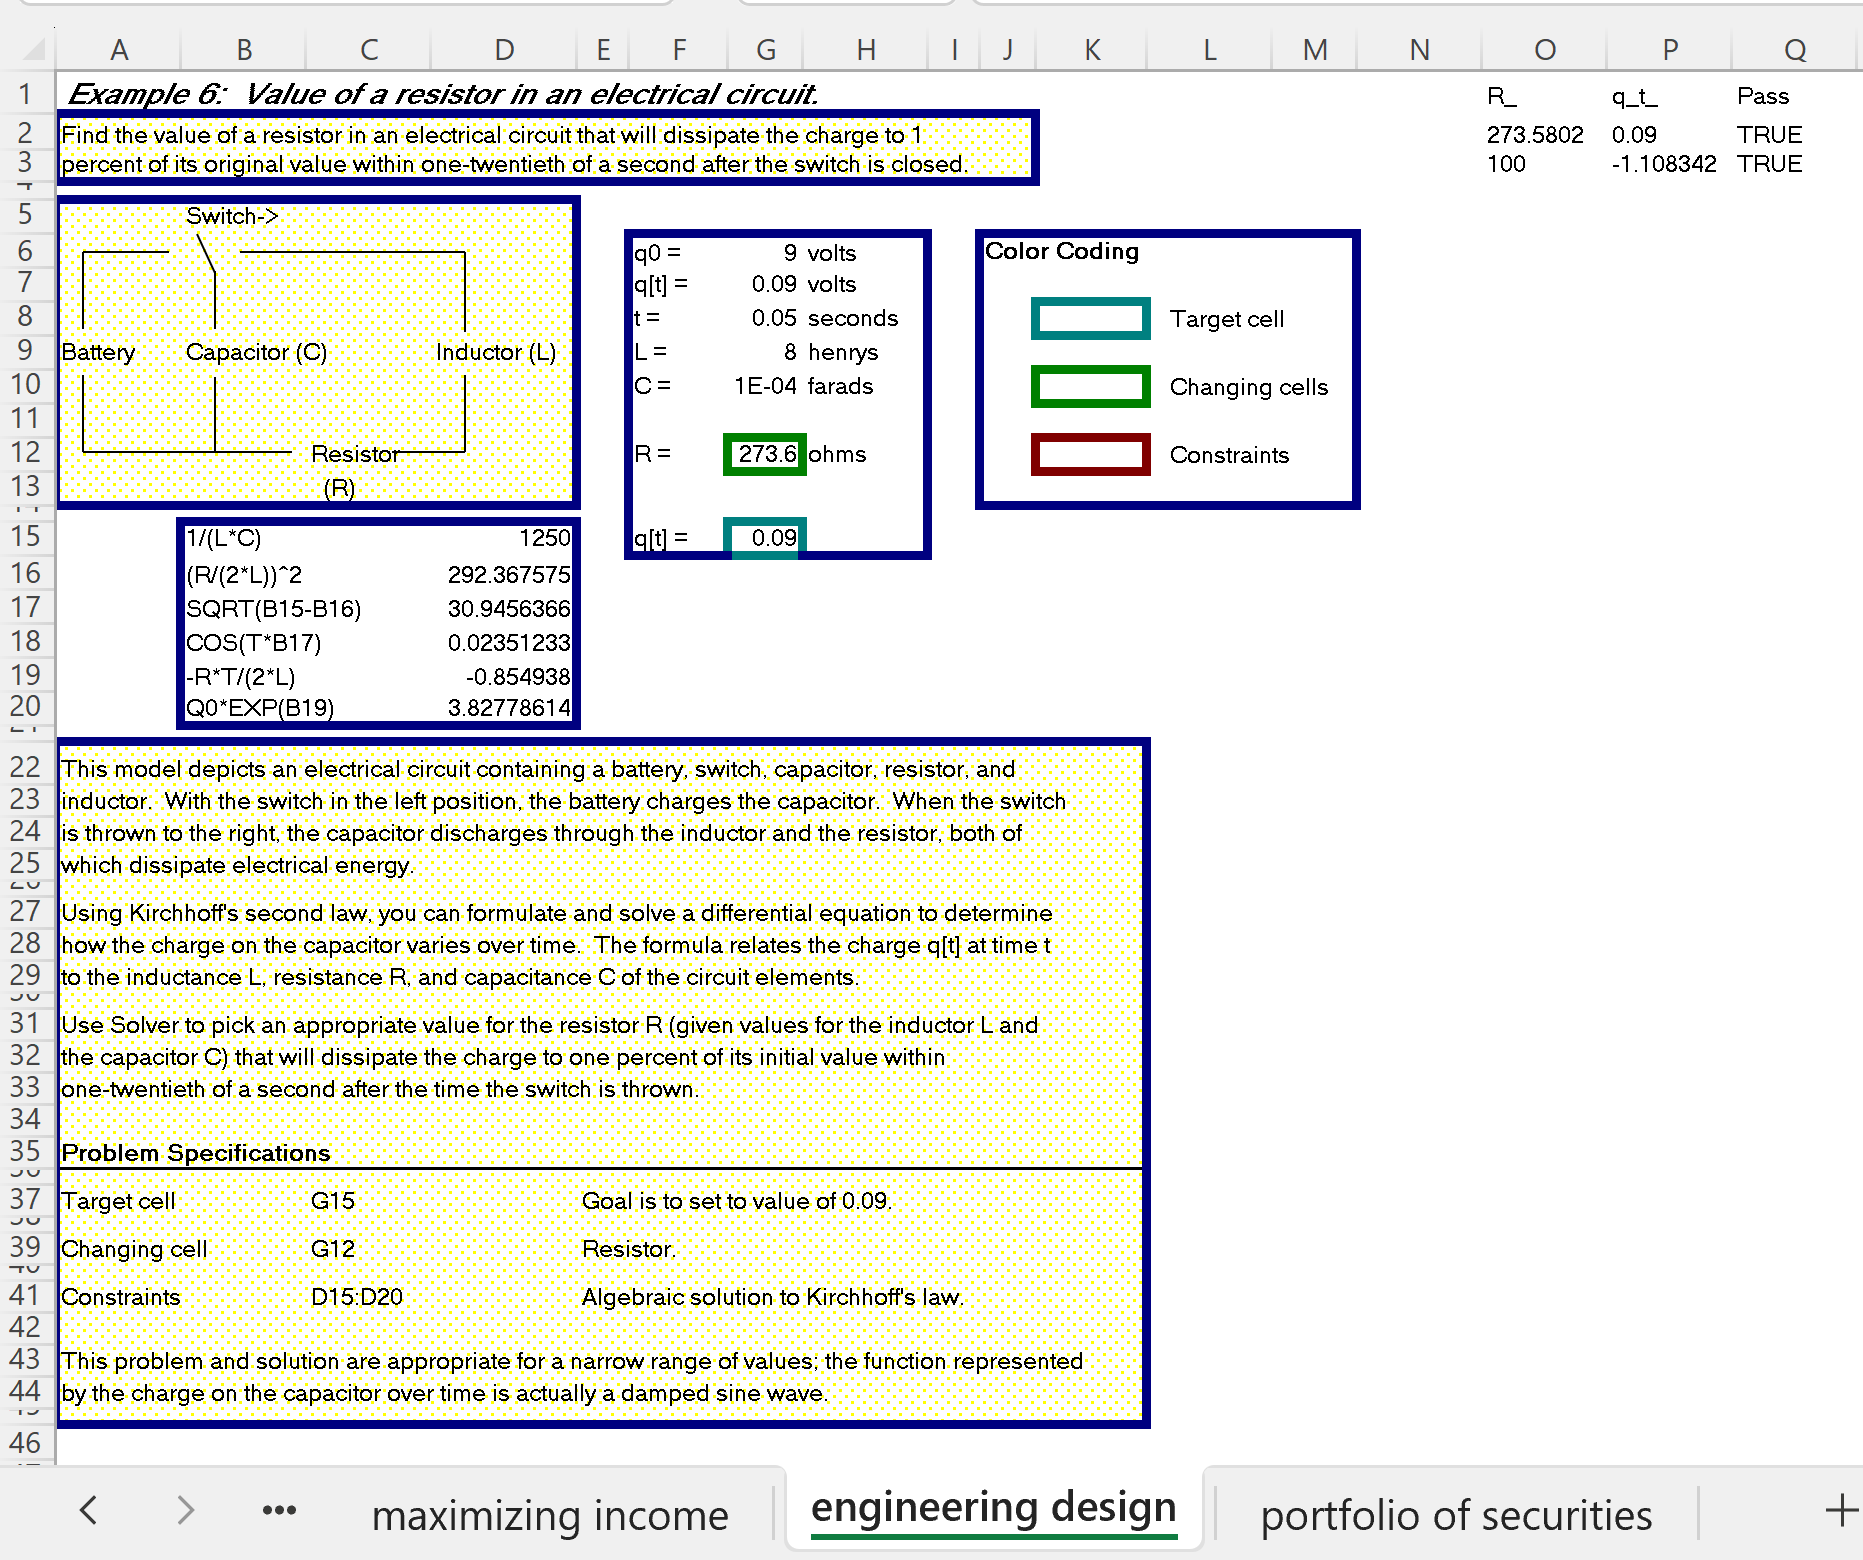 A B C D E F G H I J K L M N O P Q
1 Example 6: Value of a resistor in an electrical circuit. R_ q_t_ Pass
2 Find the value of a resistor in an electrical circuit that will dissipate the charge to 1 273.5802 0.09 TRUE
3 percent of its original value within one-twentieth of a second after the switch is closed. 100 -1.108342 TRUE
5 Switch->
6 q0 = 9 volts Color Coding
7 q[t] = 0.09 volts
8 t = 0.05 seconds Target cell
9 Battery Capacitor (C) Inductor (L) L = 8 henrys
10 C = 1E-04 farads Changing cells
11
12 Resistor R = 273.6 ohms Constraints
13 (R)
15 1/(L*C) 1250 q[t] = 0.09
16 (R/(2*L))^2 292.367575
17 SQRT(B15-B16) 30.9456366
18 COS(T*B17) 0.02351233
19 -R*T/(2*L) -0.854938
20 Q0*EXP(B19) 3.82778614
22 This model depicts an electrical circuit containing a battery, switch, capacitor, resistor, and
23 inductor. With the switch in the left position, the battery charges the capacitor. When the switch
24 is thrown to the right, the capacitor discharges through the inductor and the resistor, both of
25 which dissipate electrical energy.
27 Using Kirchhoff's second law, you can formulate and solve a differential equation to determine
28 how the charge on the capacitor varies over time. The formula relates the charge q[t] at time t
29 to the inductance L, resistance R, and capacitance C of the circuit elements.
31 Use Solver to pick an appropriate value for the resistor R (given values for the inductor L and
32 the capacitor C) that will dissipate the charge to one percent of its initial value within
33 one-twentieth of a second after the time the switch is thrown.
34
35 Problem Specifications
37 Target cell G15 Goal is to set to value of 0.09.
39 Changing cell G12 Resistor.
41 Constraints D15:D20 Algebraic solution to Kirchhoff's law.
42
43 This problem and solution are appropriate for a narrow range of values; the function represented
44 by the charge on the capacitor over time is actually a damped sine wave.
46
maximizing income engineering design portfolio of securities